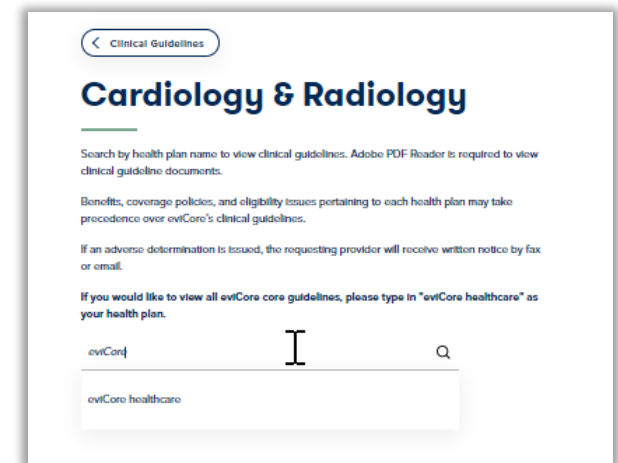 Clinical Guidelines
Cardiology & Radiology
Search by health plan name to view clinical guidelines. Adobe PDF Reader is required to view
clinical guideline documents.
Benefits, coverage policies, and eligibility issues pertaining to each health plan may take
precedence over eviCore's clinical guidelines.
If an adverse determination is issued, the requesting provider will receive written notice by fax
or email.
If you would like to view all eviCore core guidelines, please type in "eviCore healthcare" as
your health plan.
eviCore
eviCore healthcare